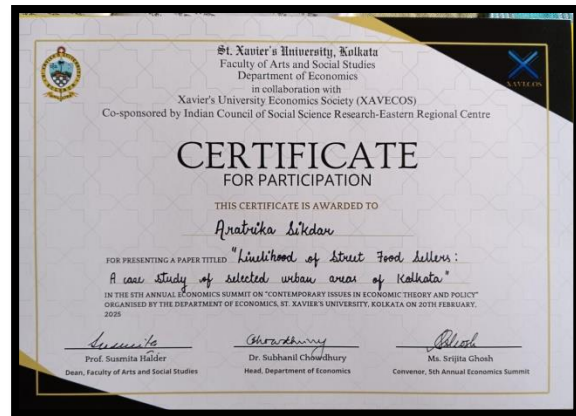 St. Xavier's University, Kolkata
Faculty of Arts and Social Studies
Department of Economics
in collaboration with
Xavier's University Economics Society (XAVECOS)
Co-sponsored by Indian Council of Social Science Research-Eastern Regional Centre
XAVECOS
CERTIFICATE
FOR PARTICIPATION
THIS CERTIFICATE IS AWARDED TO
Aratrika Sikdar
FOR PRESENTING A PAPER TITLED "Livelihood of Street Food Sellers:
A case study of selected urban areas of Kolkata"
IN THE 5TH ANNUAL ECONOMICS SUMMIT ON "CONTEMPORARY ISSUES IN ECONOMIC THEORY AND POLICY"
ORGANISED BY THE DEPARTMENT OF ECONOMICS, ST. XAVIER'S UNIVERSITY, KOLKATA ON 20TH FEBRUARY,
2025
Susmita
Chowdhury
SGhosh
Prof. Susmita Halder
Dr. Subhanil Chowdhury
Ms. Srijita Ghosh
Dean, Faculty of Arts and Social Studies
Head, Department of Economics
Convenor, 5th Annual Economics Summit